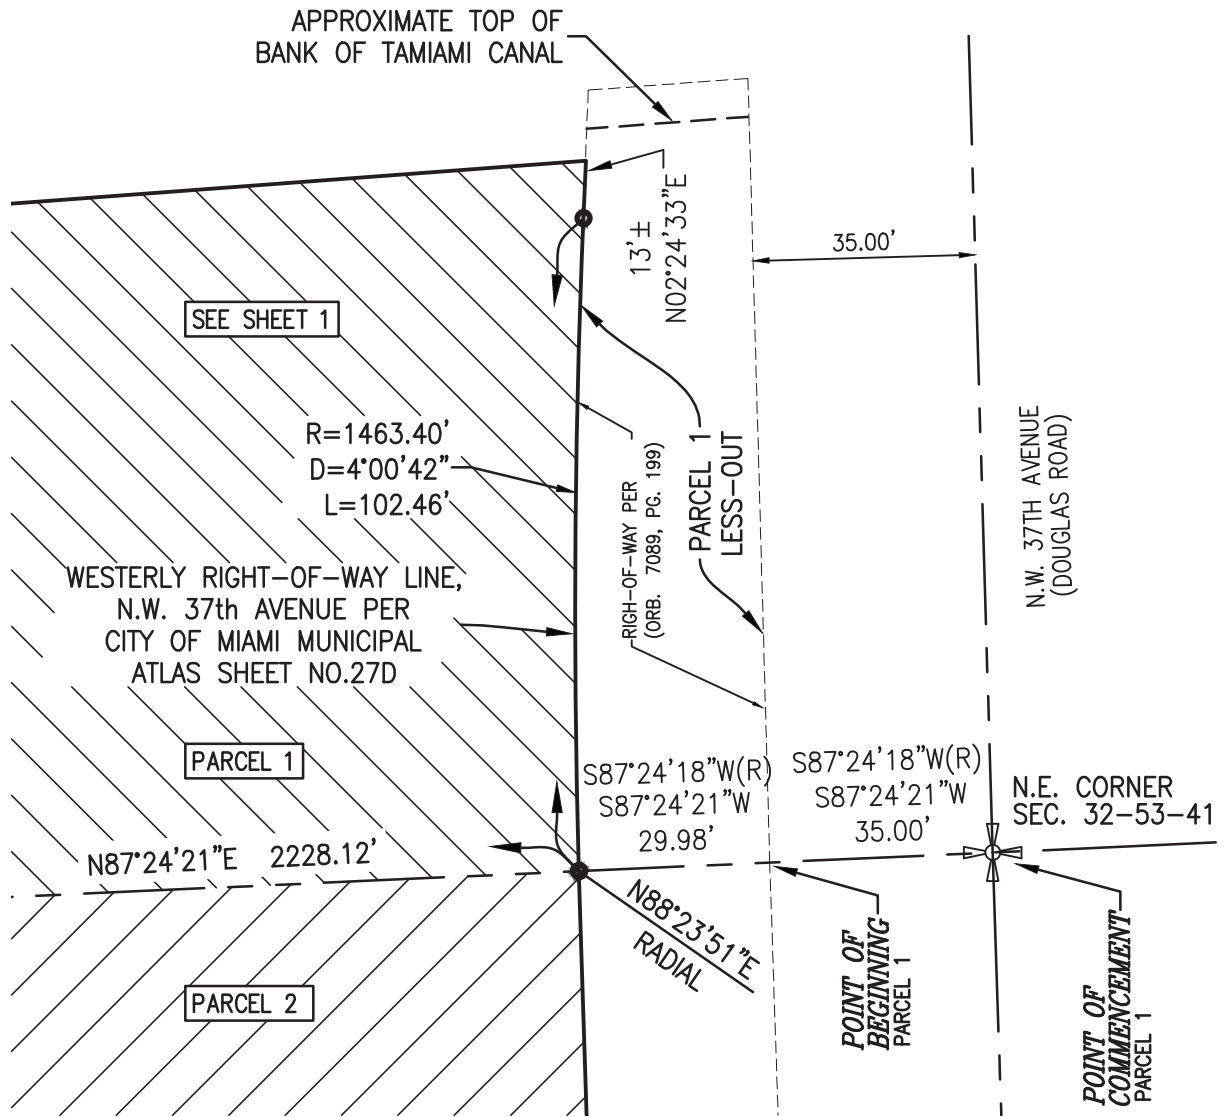 APPROXIMATE TOP OF
BANK OF TAMIAMI CANAL
13'±
N02°24'33"E
35.00'
SEE SHEET 1
R=1463.40'
D=4°00'42"
L=102.46'
RIGH-OF-WAY PER
(ORB. 7089, PG. 199)
PARCEL 1
LESS-OUT
N.W. 37TH AVENUE
(DOUGLAS ROAD)
WESTERLY RIGHT-OF-WAY LINE,
N.W. 37th AVENUE PER
CITY OF MIAMI MUNICIPAL
ATLAS SHEET NO.27D
PARCEL 1
S87°24'18"W(R)
S87°24'21"W
29.98'
S87°24'18"W(R)
S87°24'21"W
35.00'
N.E. CORNER
SEC. 32-53-41
N87°24'21"E 2228.12'
N88°23'51"E
RADIAL
PARCEL 2
POINT OF
BEGINNING
PARCEL 1
POINT OF
COMMENCEMENT
PARCEL 1